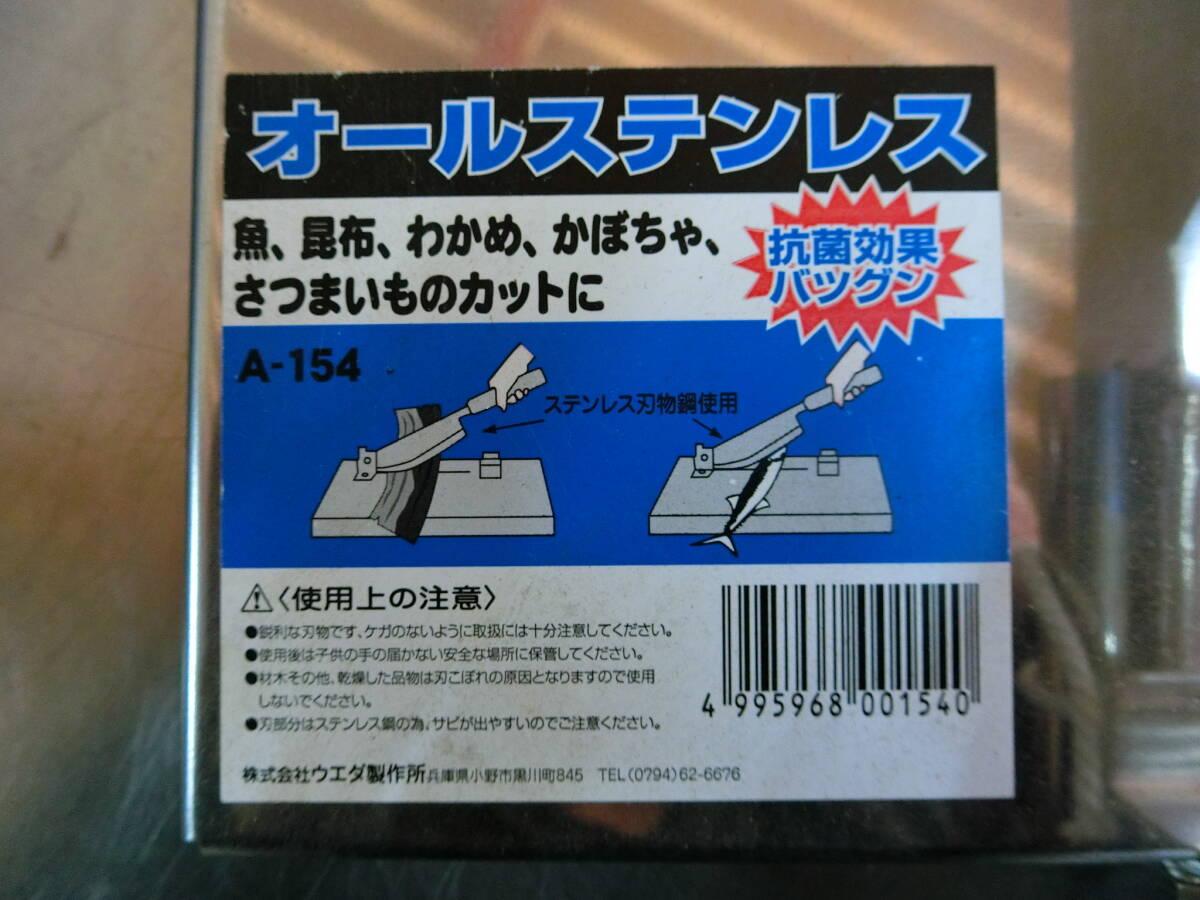 オールステンレス
魚、昆布、わかめ、かぼちゃ、
さつまいものカットに
抗菌効果
バツグン
A-154
ステンレス刃物鋼使用
⚠〈使用上の注意〉
●鋭利な刃物です、ケガのないように取扱には十分注意してください。
●使用後は子供の手の届かない安全な場所に保管してください。
●材木その他、乾燥した品物は刃こぼれの原因となりますので使用
しないでください。
●刃部分はステンレス鋼の為、サビが出やすいのでご注意ください。
4 995968 001540
株式会社ウエダ製作所 兵庫県小野市黒川町845 TEL(0794)62-6676